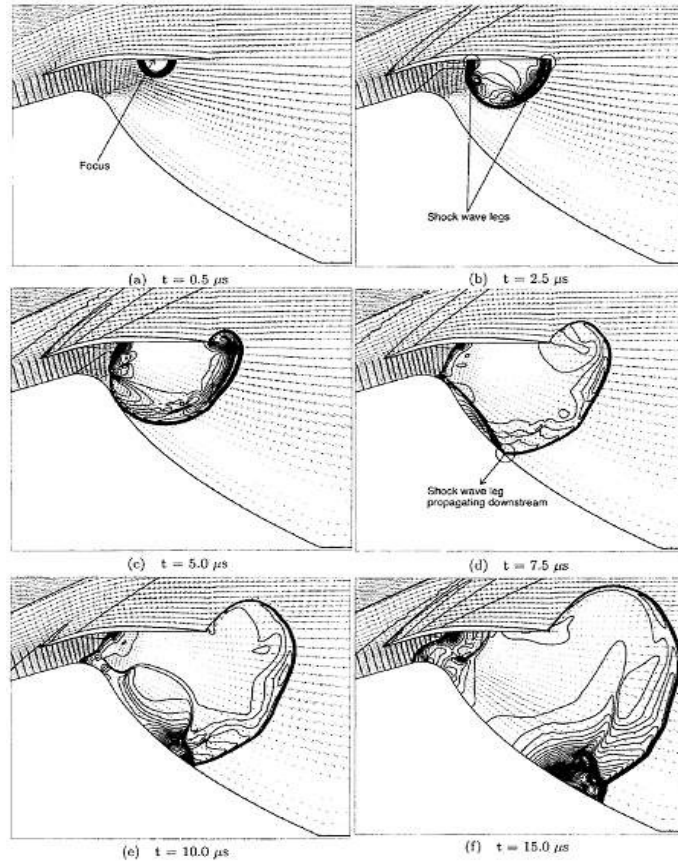 Focus
(a) t = 0.5 μs
Shock wave legs
(b) t = 2.5 μs
(c) t = 5.0 μs
Shock wave leg
propagating downstream
(d) t = 7.5 μs
(e) t = 10.0 μs
(f) t = 15.0 μs